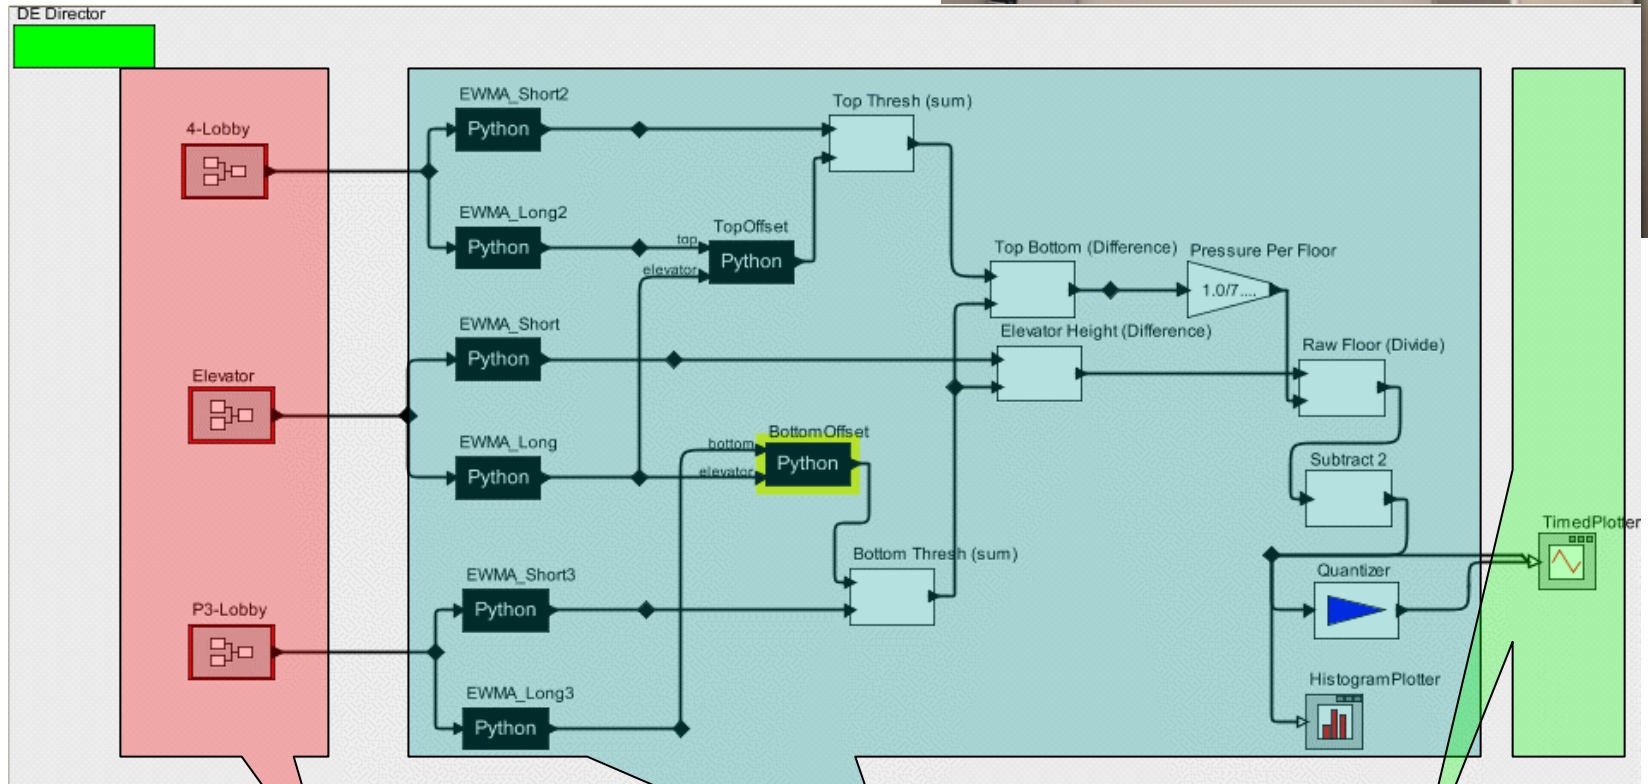 DE Director
EWMA_Short2
Python
Top Thresh (sum)
4-Lobby
EWMA_Long2
Python
top
elevator
TopOffset
Python
Top Bottom (Difference)
Pressure Per Floor
1.0/7....
EWMA_Short
Python
Elevator Height (Difference)
Raw Floor (Divide)
Elevator
EWMA_Long
Python
bottom
elevator
BottomOffset
Python
Subtract 2
TimedPlotter
Bottom Thresh (sum)
EWMA_Short3
Python
Quantizer
P3-Lobby
EWMA_Long3
Python
HistogramPlotter